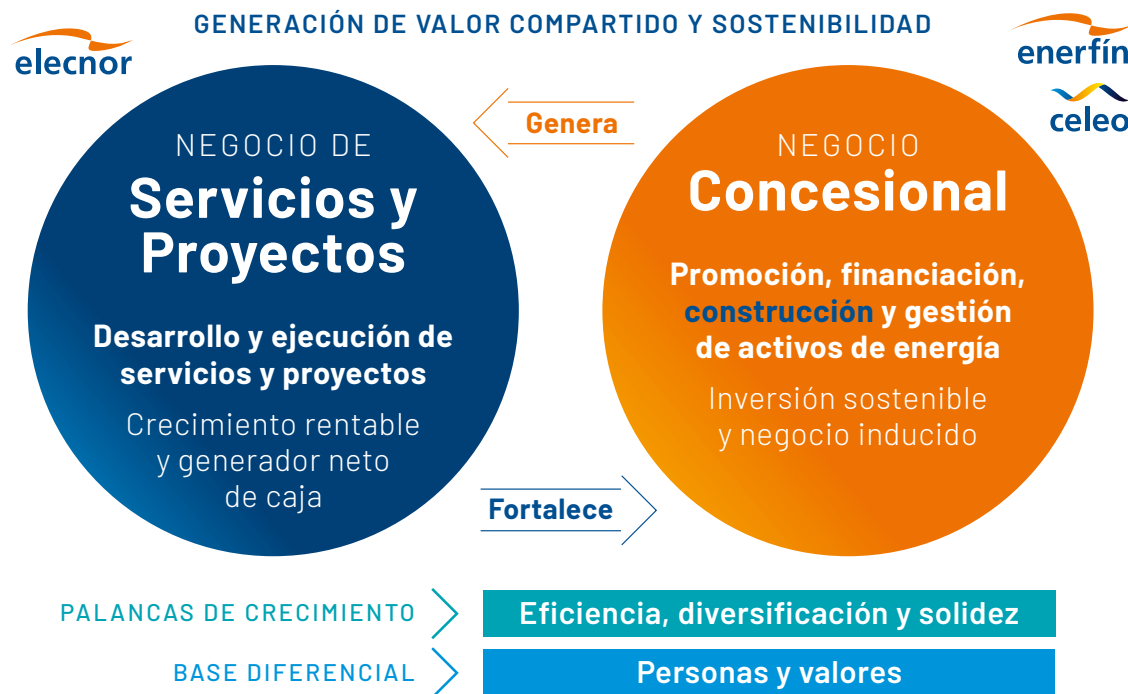 GENERACIÓN DE VALOR COMPARTIDO Y SOSTENIBILIDAD
elecnor
enerfín
celeo
Genera
NEGOCIO DE
Servicios y
Proyectos
Desarrollo y ejecución de
servicios y proyectos
Crecimiento rentable
y generador neto
de caja
NEGOCIO
Concesional
Promoción, financiación,
construcción y gestión
de activos de energía
Inversión sostenible
y negocio inducido
Fortalece
PALANCAS DE CRECIMIENTO
Eficiencia, diversificación y solidez
BASE DIFERENCIAL
Personas y valores